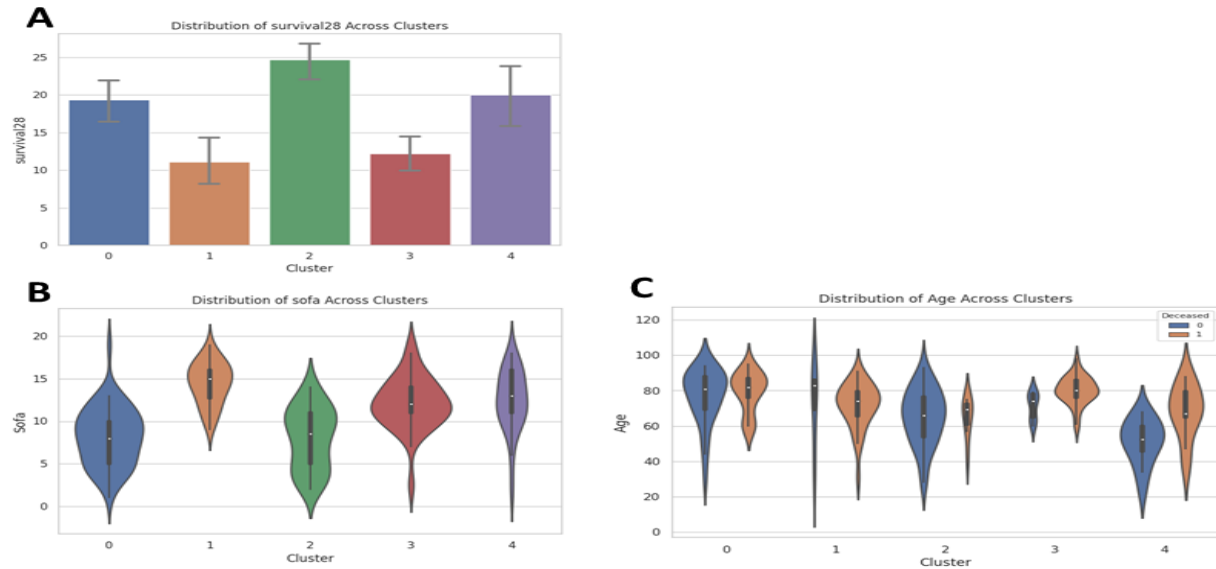 A
Distribution of survival28 Across Clusters
survival28
25
20
15
10
5
0
0 1 2 3 4
Cluster
B
Distribution of sofa Across Clusters
Sofa
20
15
10
5
0
0 1 2 3 4
Cluster
C
Distribution of Age Across Clusters
Age
120
100
80
60
40
20
0
Deceased
0
1
0 1 2 3 4
Cluster